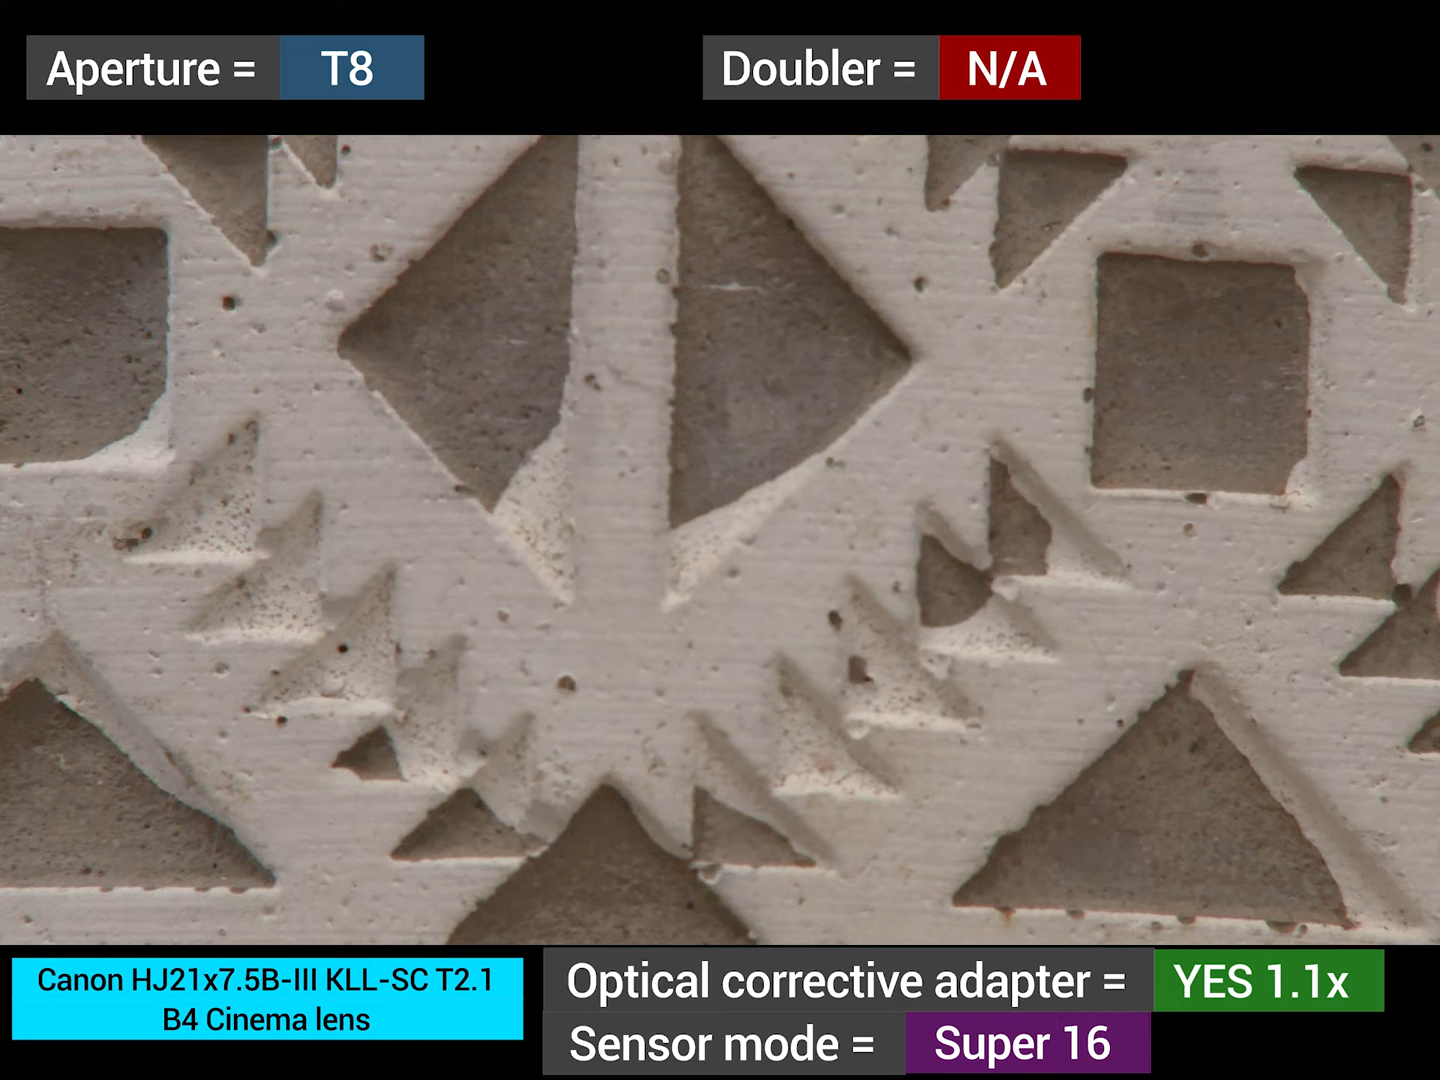 Aperture = T8
Doubler = N/A
Canon HJ21x7.5B-III KLL-SC T2.1
B4 Cinema lens
Optical corrective adapter = YES 1.1x
Sensor mode = Super 16